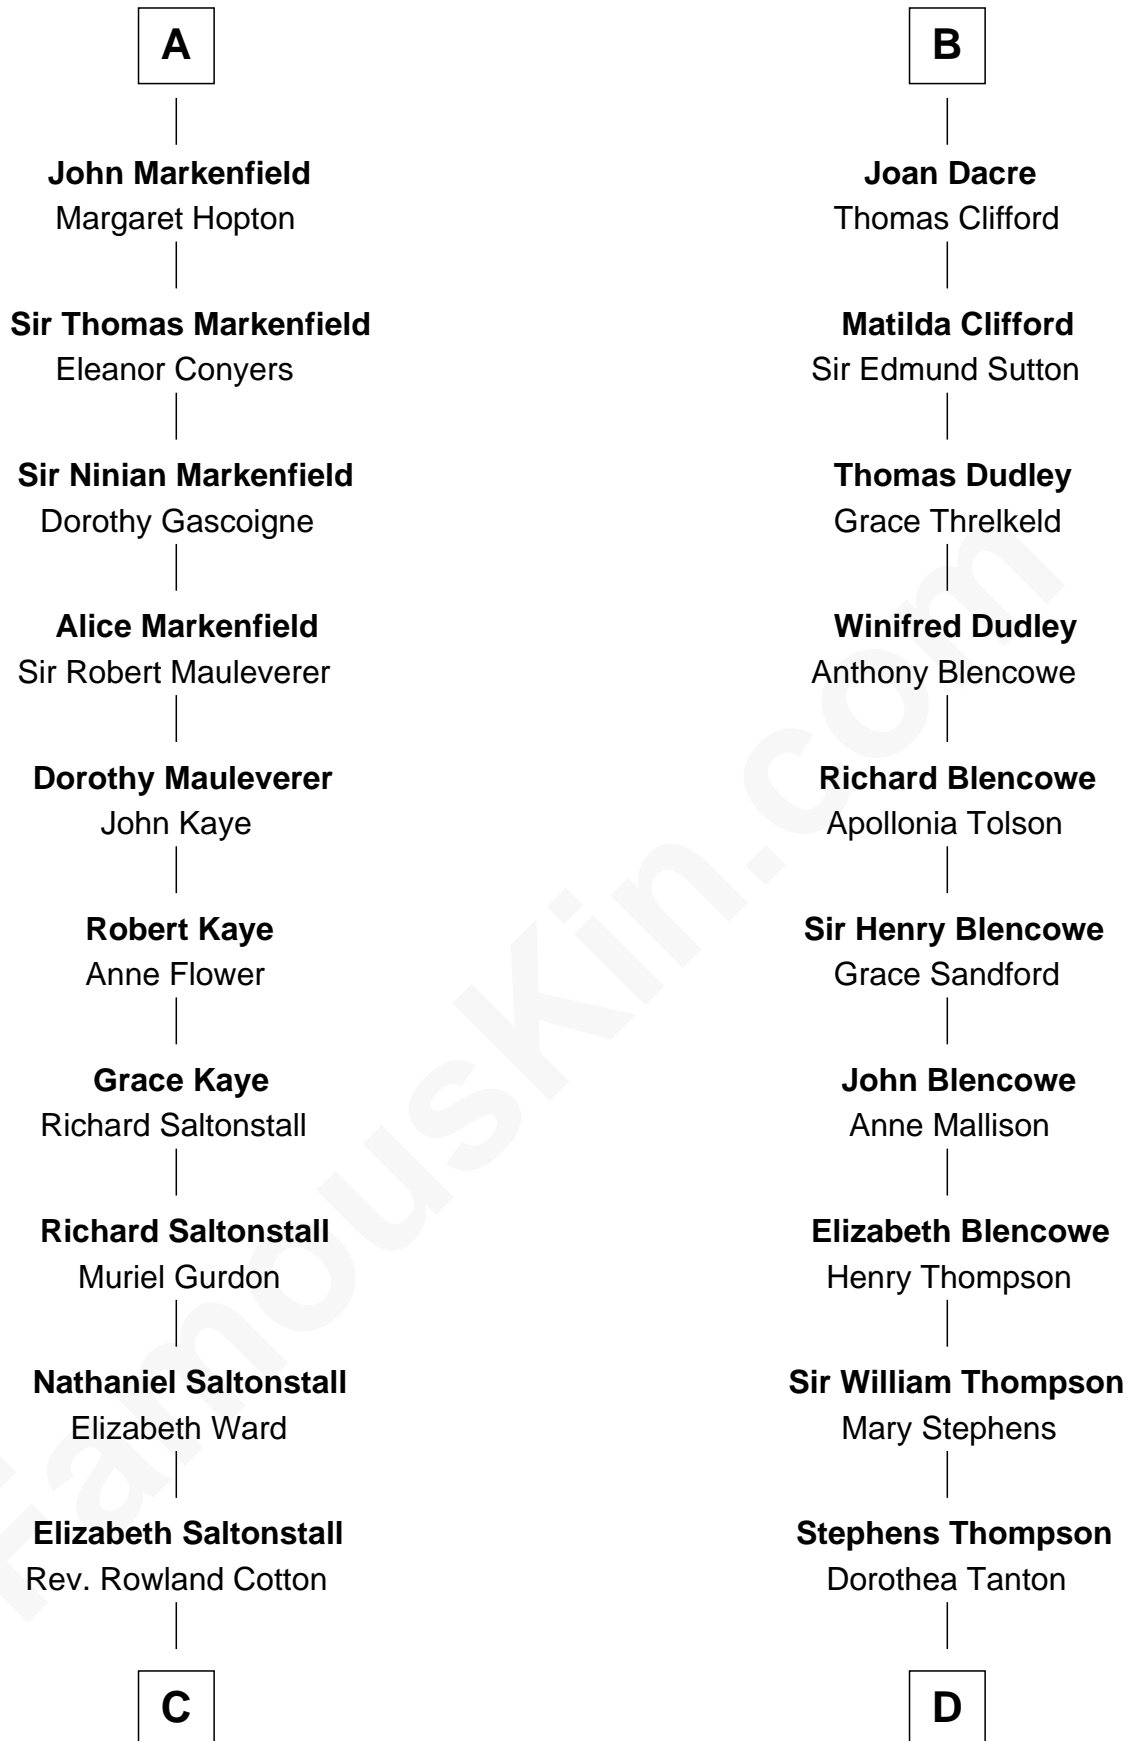 A
John Markenfield
Margaret Hopton
Sir Thomas Markenfield
Eleanor Conyers
Sir Ninian Markenfield
Dorothy Gascoigne
Alice Markenfield
Sir Robert Mauleverer
Dorothy Mauleverer
John Kaye
Robert Kaye
Anne Flower
Grace Kaye
Richard Saltonstall
Richard Saltonstall
Muriel Gurdon
Nathaniel Saltonstall
Elizabeth Ward
Elizabeth Saltonstall
Rev. Rowland Cotton
C
B
Joan Dacre
Thomas Clifford
Matilda Clifford
Sir Edmund Sutton
Thomas Dudley
Grace Threlkeld
Winifred Dudley
Anthony Blencowe
Richard Blencowe
Apollonia Tolson
Sir Henry Blencowe
Grace Sandford
John Blencowe
Anne Mallison
Elizabeth Blencowe
Henry Thompson
Sir William Thompson
Mary Stephens
Stephens Thompson
Dorothea Tanton
D
FamousKin.com